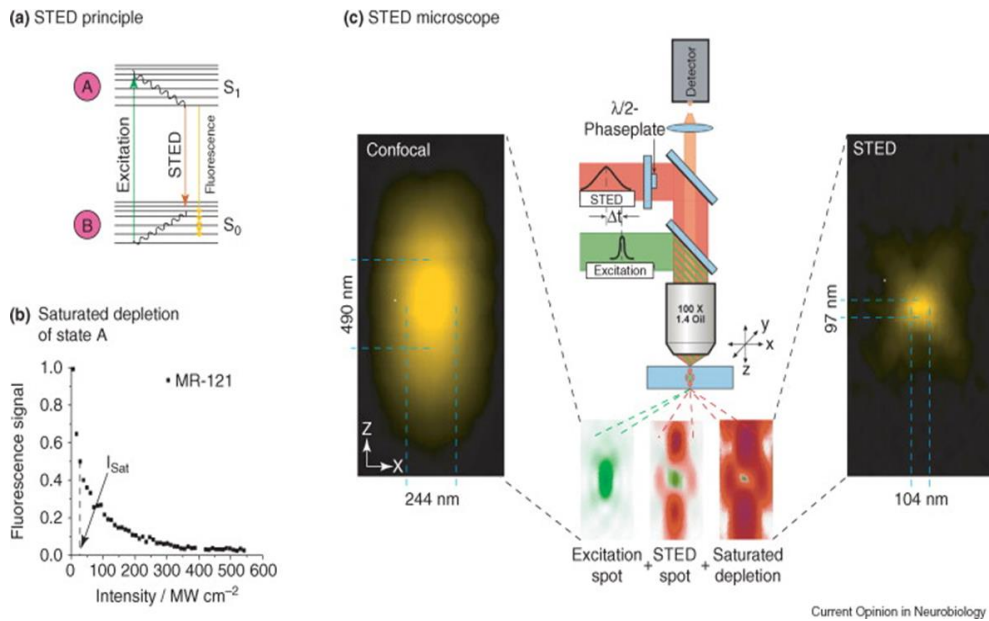 (a) STED principle
A
S1
Excitation
STED
Fluorescence
B
S0
(b) Saturated depletion
of state A
Fluorescence signal
1.0
0.8
0.6
0.4
0.2
0.0
MR-121
ISat
0 100 200 300 400 500 600
Intensity / MW cm–2
(c) STED microscope
Confocal
490 nm
Z
X
244 nm
Detector
λ/2-
Phaseplate
STED
Δt
Excitation
100 X
1.4 Oil
y
x
z
Excitation + STED + Saturated
spot spot depletion
STED
97 nm
104 nm
Current Opinion in Neurobiology